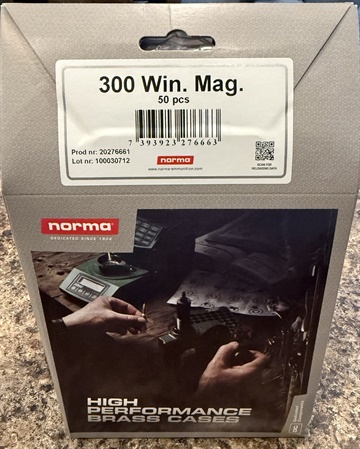 300 Win. Mag.
50 pcs
7 393923 276663
Prod nr: 20276661
Lot nr: 100030712
norma
www.norma-ammunition.com
SCAN FOR
RELOADING DATA
norma
DEDICATED SINCE 1902
HIGH
PERFORMANCE
BRASS CASES